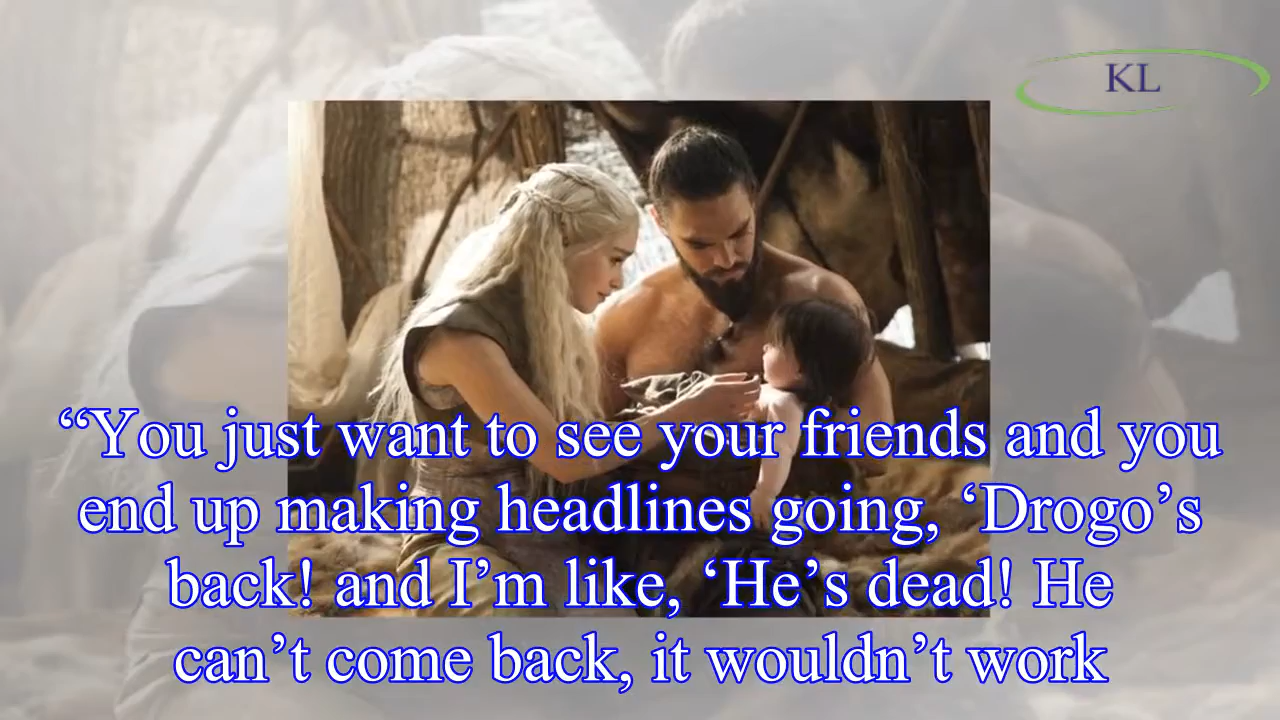 KL
“You just want to see your friends and you
end up making headlines going, ‘Drogo’s
back! and I’m like, ‘He’s dead! He
can’t come back, it wouldn’t work